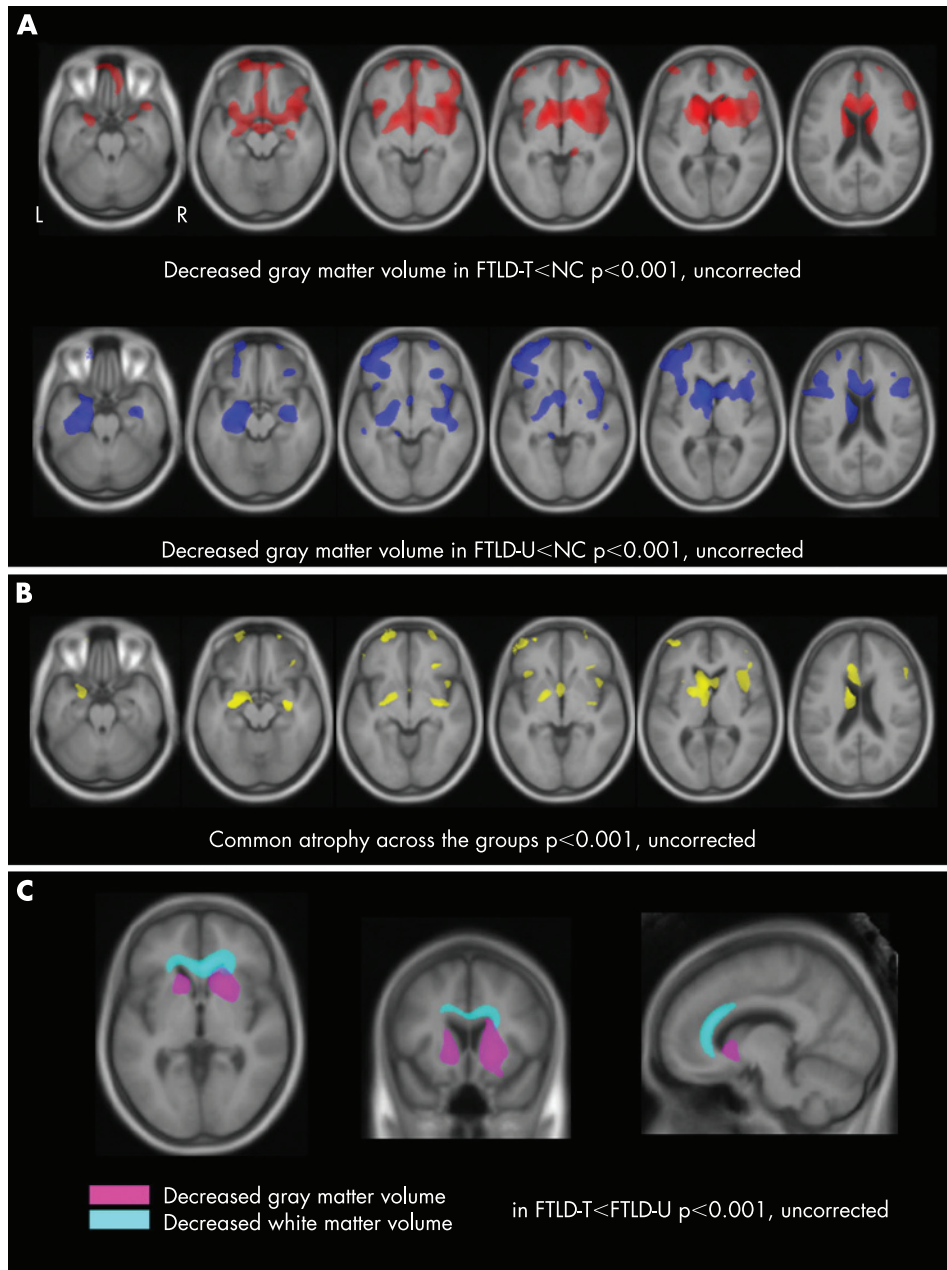 A
L R
Decreased gray matter volume in FTLD-T<NC p<0.001, uncorrected
Decreased gray matter volume in FTLD-U<NC p<0.001, uncorrected
B
Common atrophy across the groups p<0.001, uncorrected
C
Decreased gray matter volume
Decreased white matter volume
in FTLD-T<FTLD-U p<0.001, uncorrected